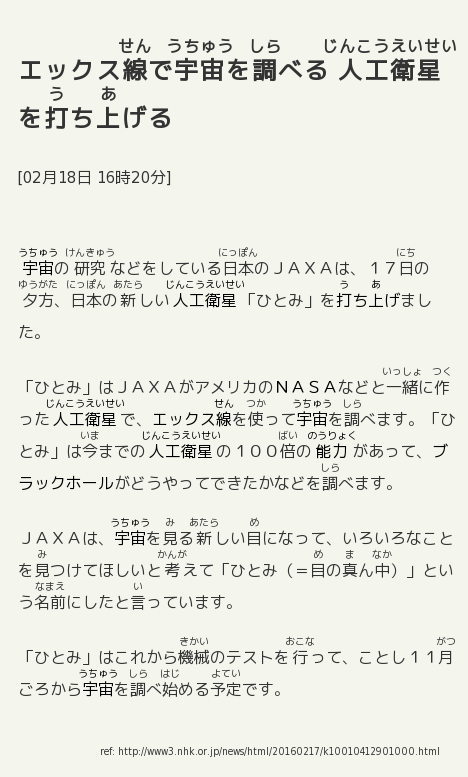 エックス線で宇宙を調べる 人工衛星
を打ち上げる
[02月18日 16時20分]
宇宙の研究などをしている日本のＪＡＸＡは、１７日の
夕方、日本の新しい人工衛星「ひとみ」を打ち上げまし
た。
「ひとみ」はＪＡＸＡがアメリカのＮＡＳＡなどと一緒に作
った人工衛星で、エックス線を使って宇宙を調べます。「ひ
とみ」は今までの人工衛星の１００倍の能力があって、ブ
ラックホールがどうやってできたかなどを調べます。
ＪＡＸＡは、宇宙を見る新しい目になって、いろいろなこと
を見つけてほしいと考えて「ひとみ（＝目の真ん中）」とい
う名前にしたと言っています。
「ひとみ」はこれから機械のテストを行って、ことし１１月
ごろから宇宙を調べ始める予定です。
ref: http://www3.nhk.or.jp/news/html/20160217/k10010412901000.html